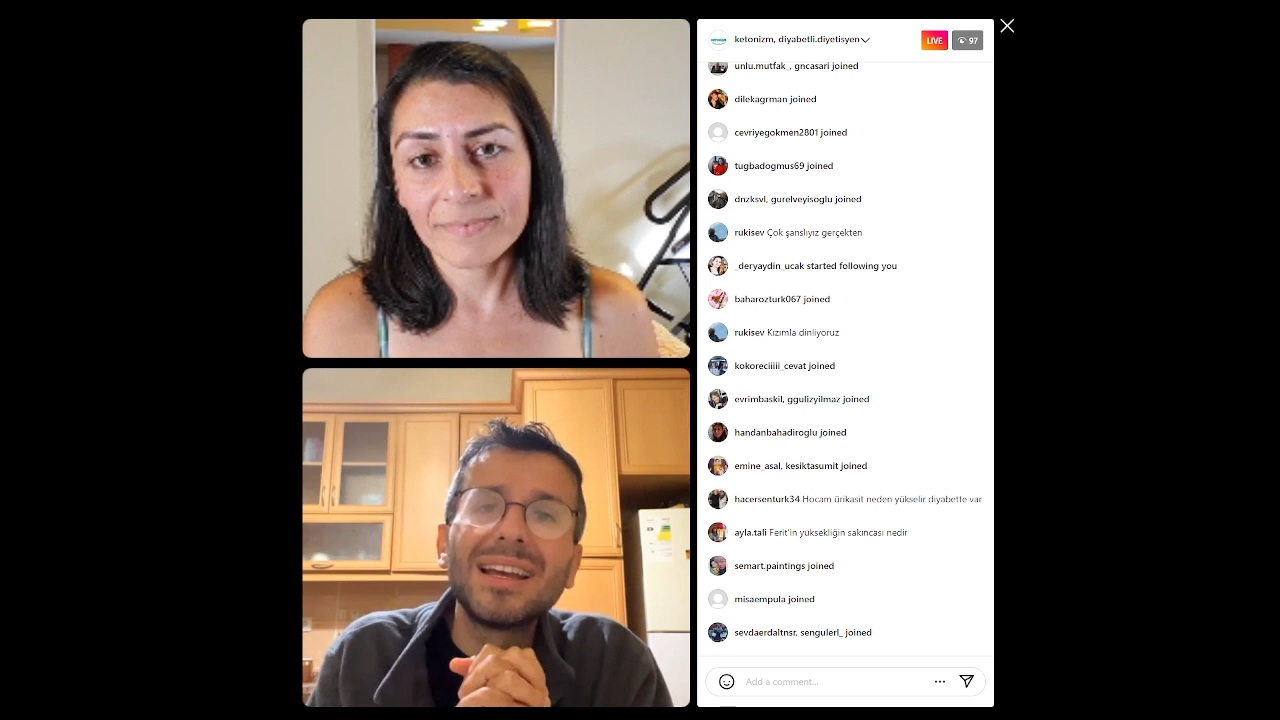 ketonizm, diyabetli.diyetisyen
LIVE
97
unlu.mutfak_, gncasari joined
dilekagrman joined
cevriyegokmen2801 joined
tugbadogmus69 joined
dnzksvl, gurelveyisoglu joined
rukisev Çok şanslıyız gerçekten
_deryaydin_ucak started following you
baharozturk067 joined
rukisev Kızımla dinliyoruz
kokoreciiiii_cevat joined
evrimbaskil, ggulizyilmaz joined
handanbahadiroglu joined
emine_asal, kesiktasumit joined
hacersenturk34 Hocam ürikasit neden yükselir diyabette var
ayla.tali Ferit'in yüksekliğin sakıncası nedir
semart.paintings joined
misaempula joined
sevdaerdaltnsr, sengulerl_ joined
Add a comment...